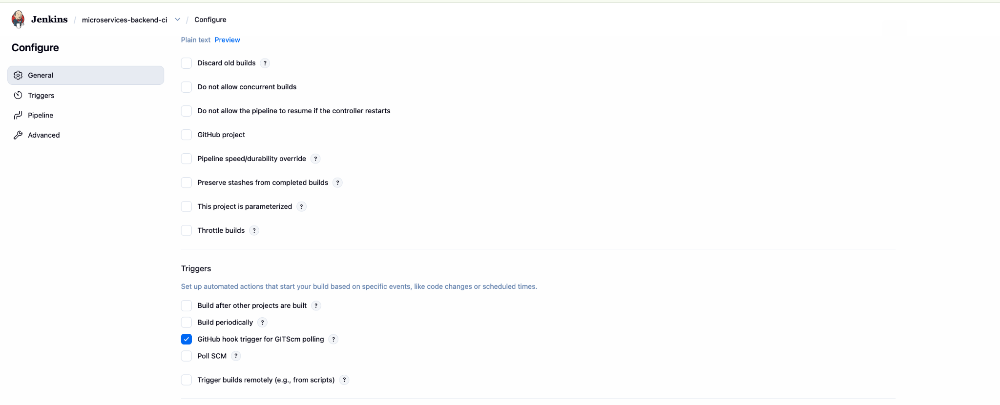 Jenkins / microservices-backend-ci / Configure
Configure
General
Triggers
Pipeline
Advanced
Plain text Preview
Discard old builds ?
Do not allow concurrent builds
Do not allow the pipeline to resume if the controller restarts
GitHub project
Pipeline speed/durability override ?
Preserve stashes from completed builds ?
This project is parameterized ?
Throttle builds ?
Triggers
Set up automated actions that start your build based on specific events, like code changes or scheduled times.
Build after other projects are built ?
Build periodically ?
GitHub hook trigger for GITScm polling ?
Poll SCM ?
Trigger builds remotely (e.g., from scripts) ?